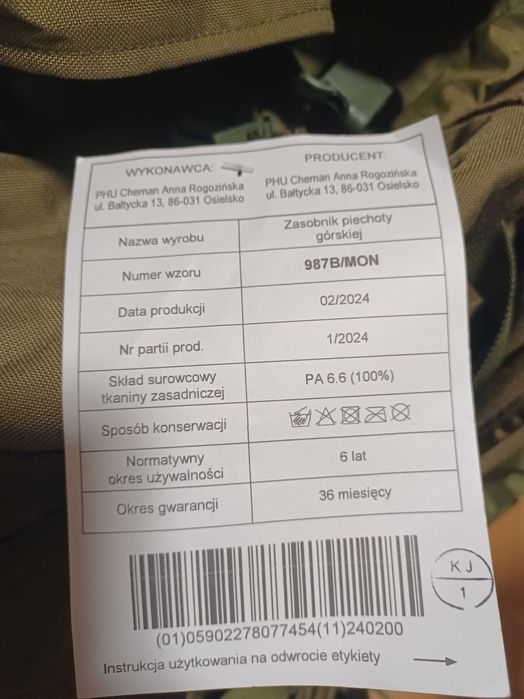 WYKONAWCA:
PHU Cheman Anna Rogozińska
ul. Bałtycka 13, 86-031 Osielsko
PRODUCENT:
PHU Cheman Anna Rogozińska
ul. Bałtycka 13, 86-031 Osielsko
Nazwa wyrobu
Zasobnik piechoty
górskiej
Numer wzoru
987B/MON
Data produkcji
02/2024
Nr partii prod.
1/2024
Skład surowcowy
tkaniny zasadniczej
PA 6.6 (100%)
Sposób konserwacji
Normatywny
okres używalności
6 lat
Okres gwarancji
36 miesięcy
(01)05902278077454(11)240200
K J
1
Instrukcja użytkowania na odwrocie etykiety